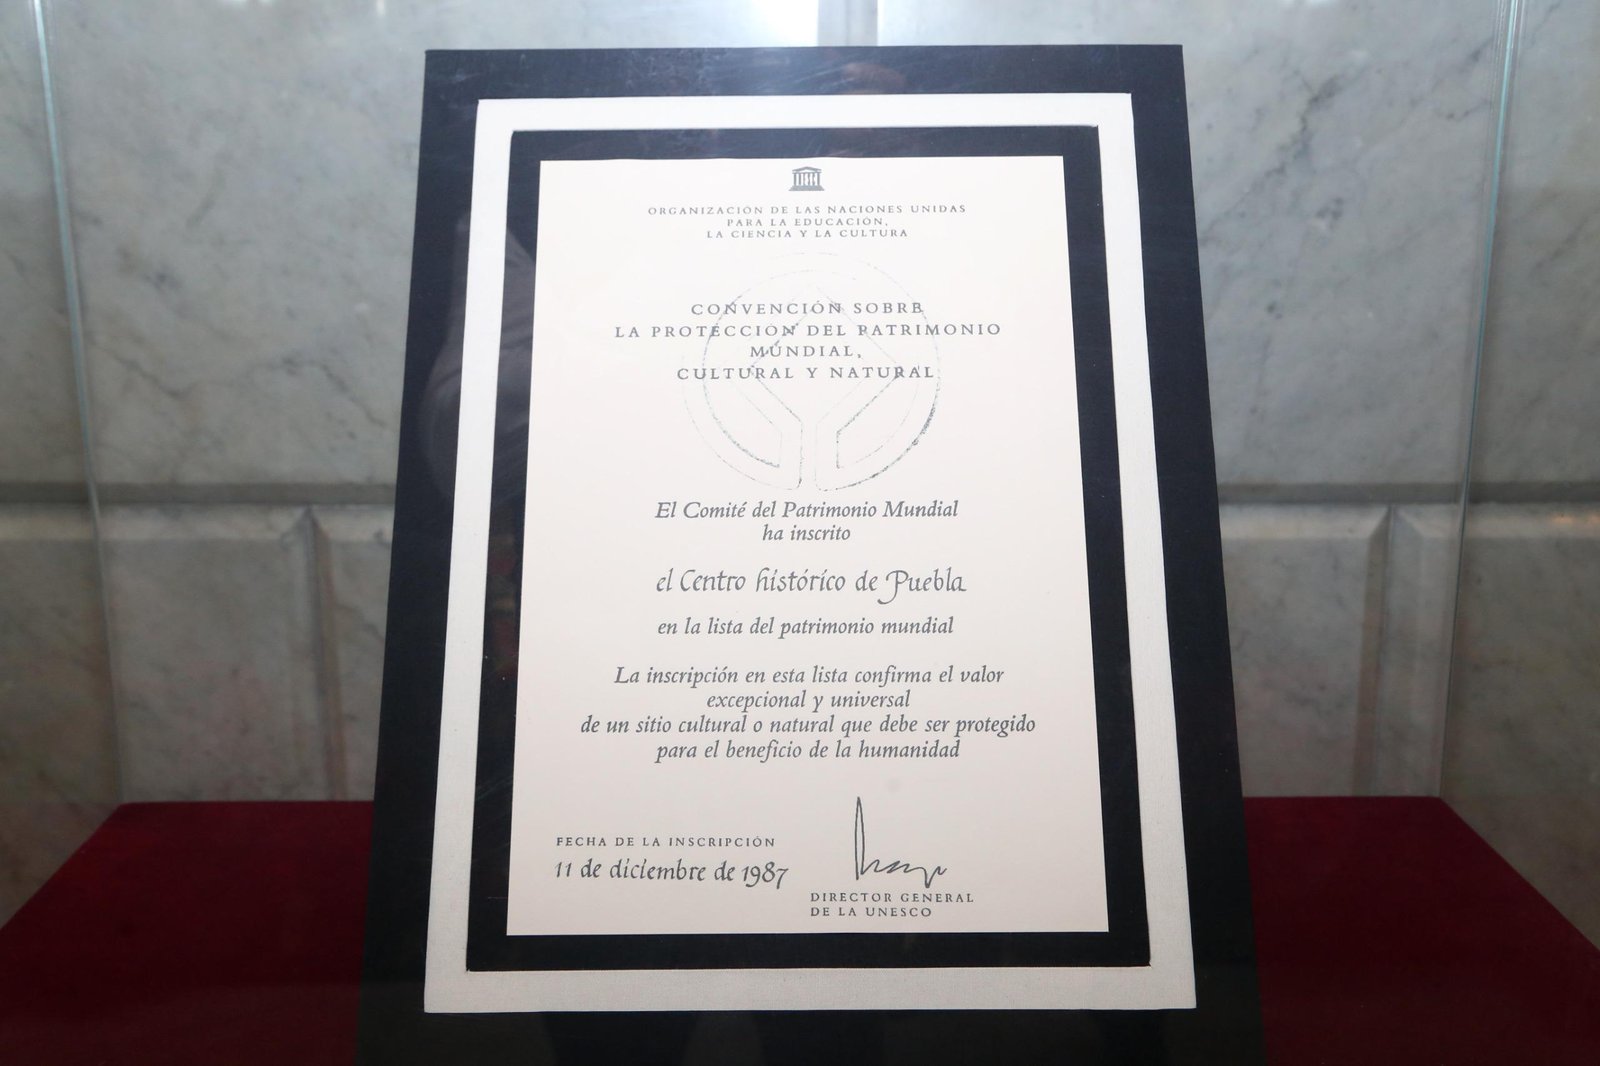 ORGANIZACIÓN DE LAS NACIONES UNIDAS
PARA LA EDUCACIÓN,
LA CIENCIA Y LA CULTURA
CONVENCIÓN SOBRE
LA PROTECCIÓN DEL PATRIMONIO
MUNDIAL,
CULTURAL Y NATURAL
El Comité del Patrimonio Mundial
ha inscrito
el Centro histórico de Puebla
en la lista del patrimonio mundial
La inscripción en esta lista confirma el valor
excepcional y universal
de un sitio cultural o natural que debe ser protegido
para el beneficio de la humanidad
FECHA DE LA INSCRIPCIÓN
11 de diciembre de 1987
DIRECTOR GENERAL
DE LA UNESCO